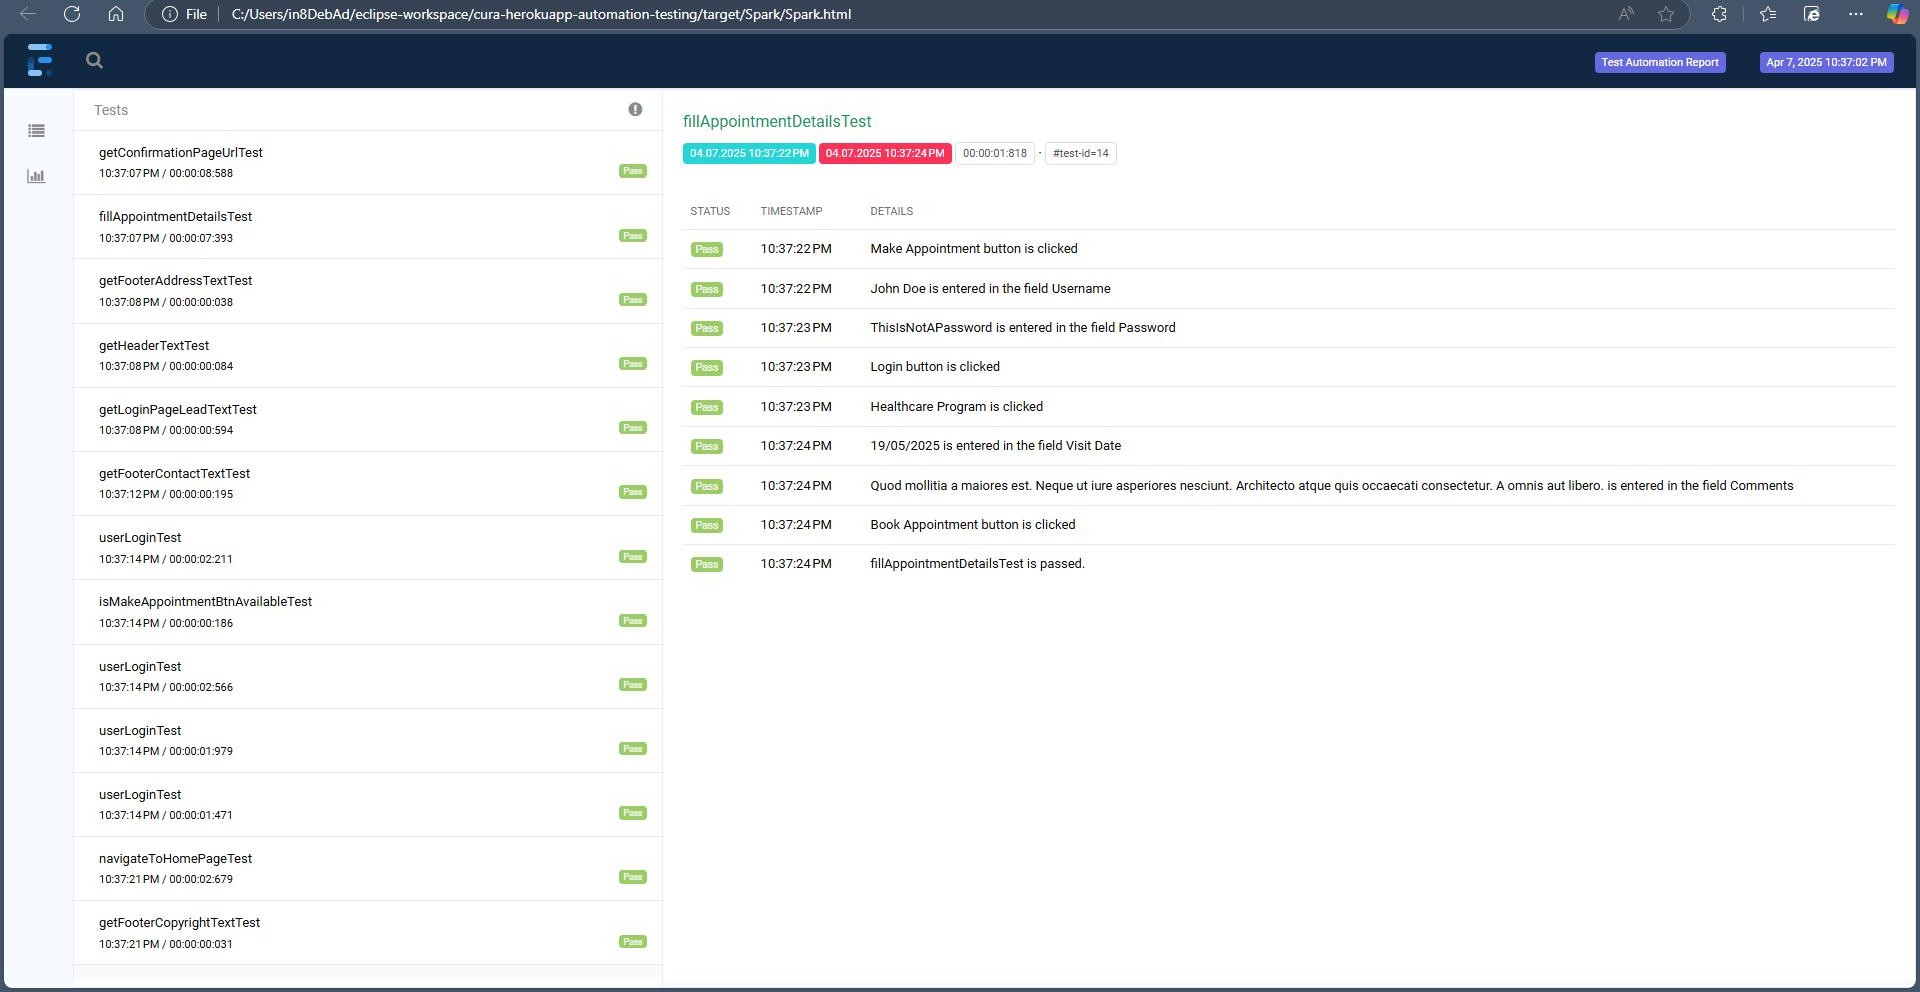 File
C:/Users/in8DebAd/eclipse-workspace/cura-herokuapp-automation-testing/target/Spark/Spark.html
Test Automation Report
Apr 7, 2025 10:37:02 PM
Tests
getConfirmationPageUrlTest
10:37:07 PM / 00:00:08:588
Pass
fillAppointmentDetailsTest
10:37:07 PM / 00:00:07:393
Pass
getFooterAddressTextTest
10:37:08 PM / 00:00:00:038
Pass
getHeaderTextTest
10:37:08 PM / 00:00:00:084
Pass
getLoginPageLeadTextTest
10:37:08 PM / 00:00:00:594
Pass
getFooterContactTextTest
10:37:12 PM / 00:00:00:195
Pass
userLoginTest
10:37:14 PM / 00:00:02:211
Pass
isMakeAppointmentBtnAvailableTest
10:37:14 PM / 00:00:00:186
Pass
userLoginTest
10:37:14 PM / 00:00:02:566
Pass
userLoginTest
10:37:14 PM / 00:00:01:979
Pass
userLoginTest
10:37:14 PM / 00:00:01:471
Pass
navigateToHomePageTest
10:37:21 PM / 00:00:02:679
Pass
getFooterCopyrightTextTest
10:37:21 PM / 00:00:00:031
Pass
fillAppointmentDetailsTest
04.07.2025 10:37:22 PM 04.07.2025 10:37:24 PM 00:00:01:818 · #test-id=14
STATUS TIMESTAMP DETAILS
Pass 10:37:22 PM Make Appointment button is clicked
Pass 10:37:22 PM John Doe is entered in the field Username
Pass 10:37:23 PM ThisIsNotAPassword is entered in the field Password
Pass 10:37:23 PM Login button is clicked
Pass 10:37:23 PM Healthcare Program is clicked
Pass 10:37:24 PM 19/05/2025 is entered in the field Visit Date
Pass 10:37:24 PM Quod mollitia a maiores est. Neque ut iure asperiores nesciunt. Architecto atque quis occaecati consectetur. A omnis aut libero. is entered in the field Comments
Pass 10:37:24 PM Book Appointment button is clicked
Pass 10:37:24 PM fillAppointmentDetailsTest is passed.